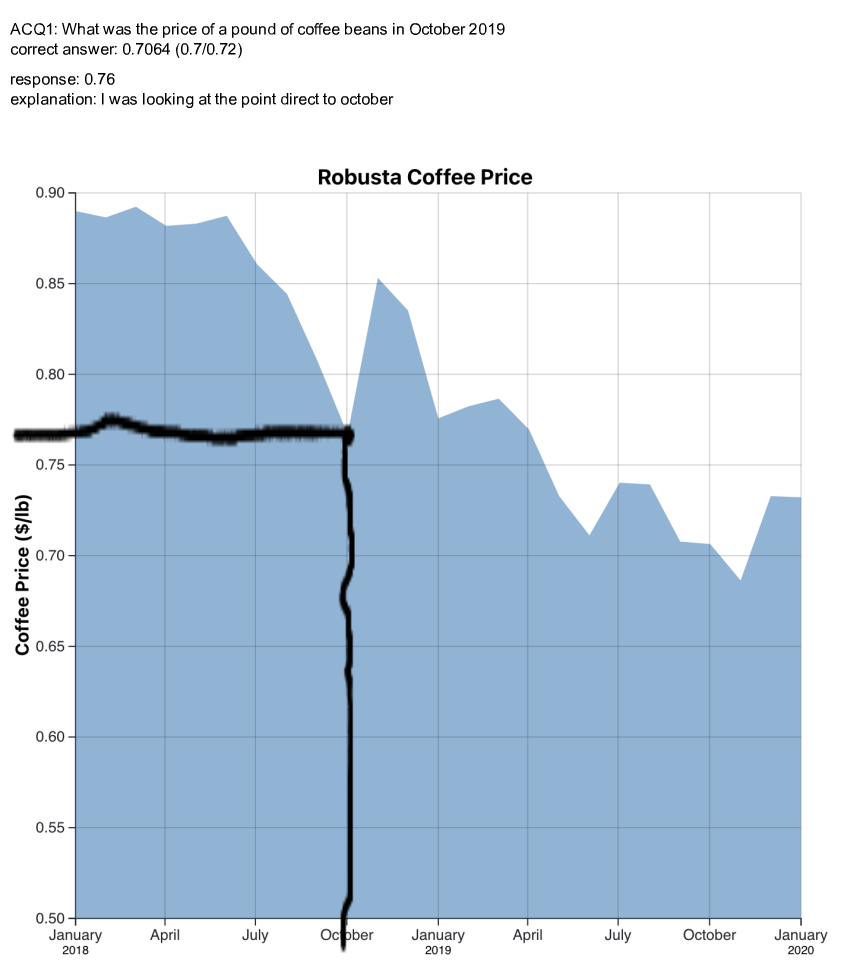 ACQ1: What was the price of a pound of coffee beans in October 2019
correct answer: 0.7064 (0.7/0.72)
response: 0.76
explanation: I was looking at the point direct to october
Robusta Coffee Price
0.90
0.85
0.80
0.75
0.70
0.65
0.60
0.55
0.50
Coffee Price ($/lb)
January April July October January April July October January
2018 2019 2020